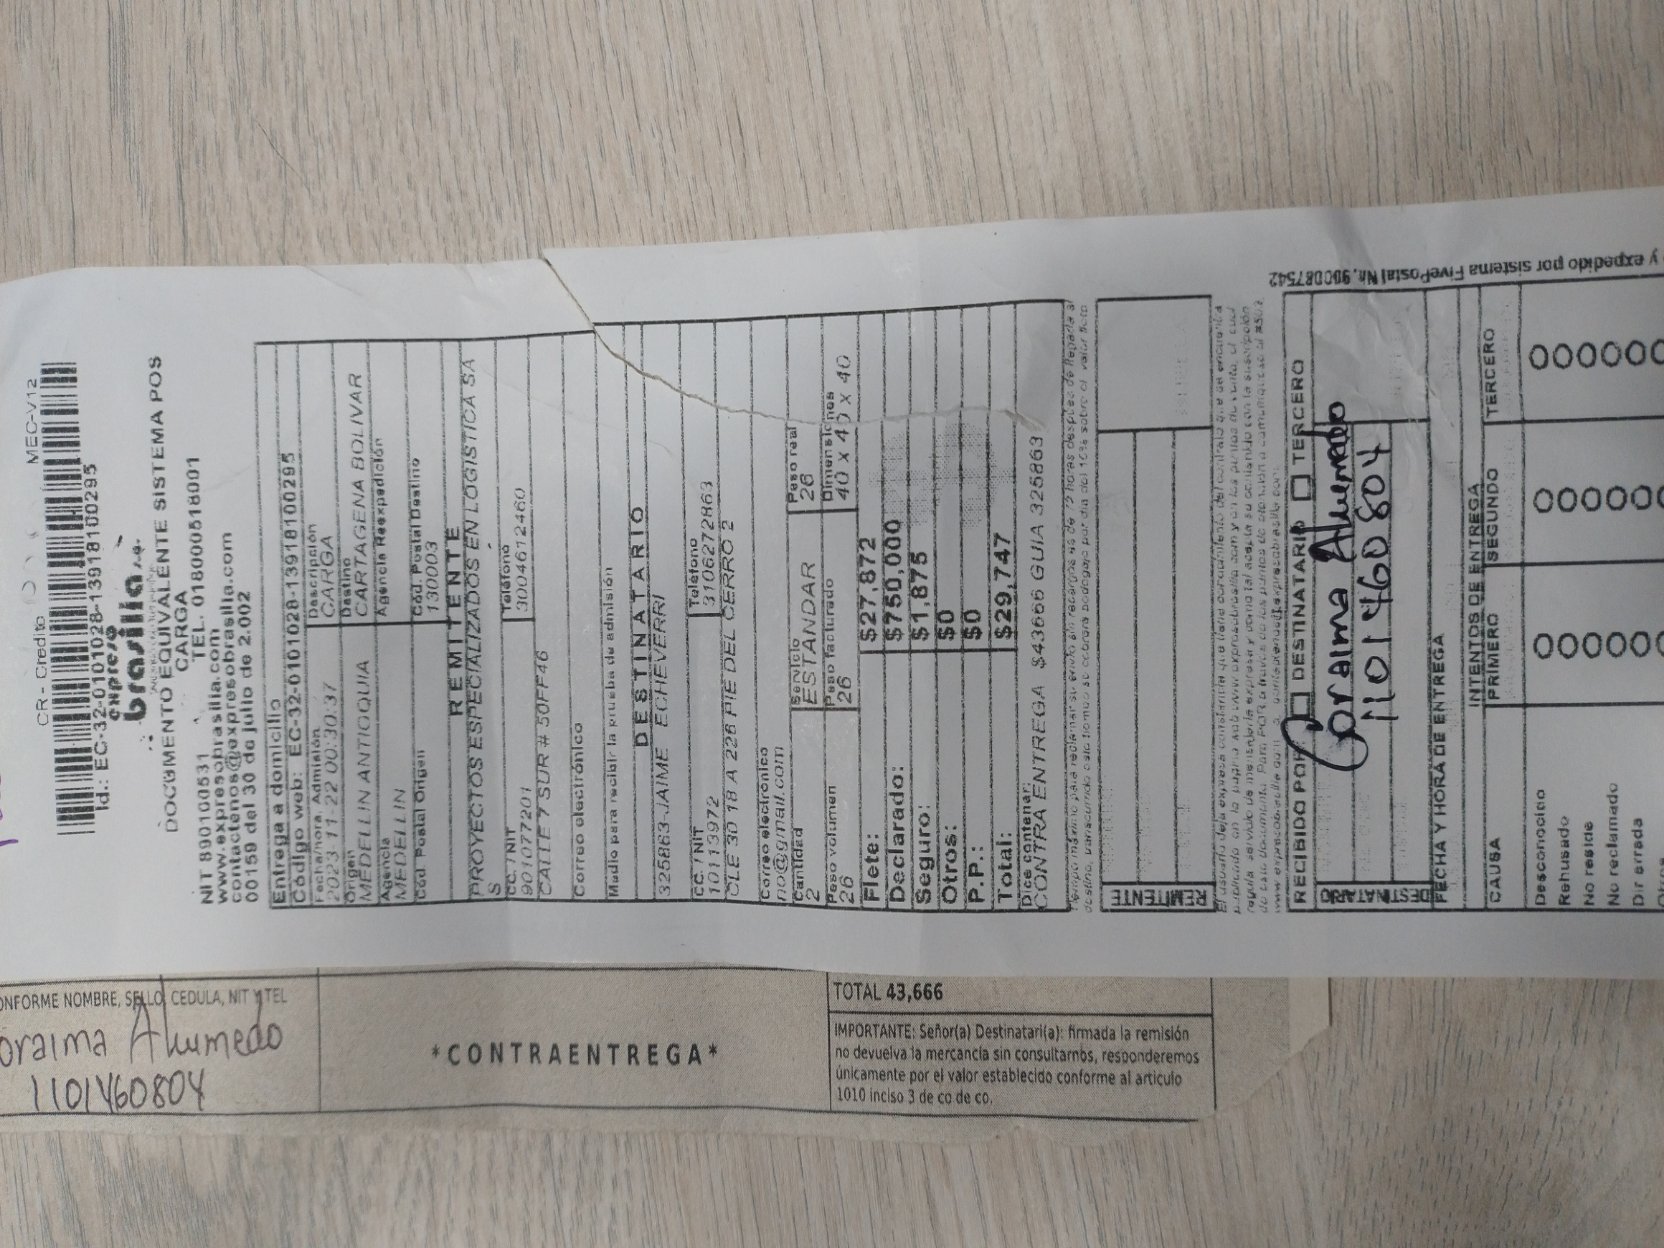 CR - Credito
MEC-V12
Id.: EC-32-0101028-139181100295
expreso
brasilia s.a.
DOCUMENTO EQUIVALENTE SISTEMA POS
CARGA
NIT 890100531 TEL. 018000518001
www.expresobrasilia.com
contactenos@expresobrasilia.com
00159 del 30 de julio de 2.002
Entrega a domicilio
Código web: EC-32-0101028-139181100295
Fecha/hora Admisión Descripción
2023-11-22 00:30:37 CARGA
Origen Destino
MEDELLIN ANTIOQUIA CARTAGENA BOLIVAR
Agencia Agencia Reexpedición
MEDELLIN
Cód Postal Origen Cód. Postal Destino
130003
REMITENTE
PROYECTOS ESPECIALIZADOS EN LOGISTICA SA
S
CC. / NIT Teléfono
901077201 3004612460
CALLE 7 SUR # 50FF46
Correo electrónico
Medio para recibir la prueba de admisión
DESTINATARIO
325863-JAIME ECHEVERRI
CC. / NIT Teléfono
10113972 3106272863
CLE 30 18 A 226 PIE DEL CERRO 2
Correo electrónico
no@gmail.com
Cantidad Servicio Peso real
2 ESTANDAR 26
Peso volumen Peso facturado Dimensiones
26 26 40 x 40 x 40
Flete: $27,872
Declarado: $750,000
Seguro: $1,875
Otros: $0
P.P.: $0
Total: $29,747
Dice contener:
CONTRA ENTREGA $43666 GUIA 325863
REMITENTE
RECIBIDO POR DESTINATARIO TERCERO
Coraima Ahumedo
1101460804
DESTINATARIO
FECHA Y HORA DE ENTREGA
INTENTOS DE ENTREGA
CAUSA PRIMERO SEGUNDO TERCERO
Desconocido
Rehusado
No reside
No reclamado
Dir errada
y expedido por sistema FivePostal Nit. 900087542
ONFORME NOMBRE, SELLO, CEDULA, NIT Y TEL
oraima Ahumedo
1101460804
*CONTRAENTREGA*
TOTAL 43,666
IMPORTANTE: Señor(a) Destinatari(a): firmada la remisión
no devuelva la mercancía sin consultarnos, responderemos
únicamente por el valor establecido conforme al articulo
1010 inciso 3 de co de co.